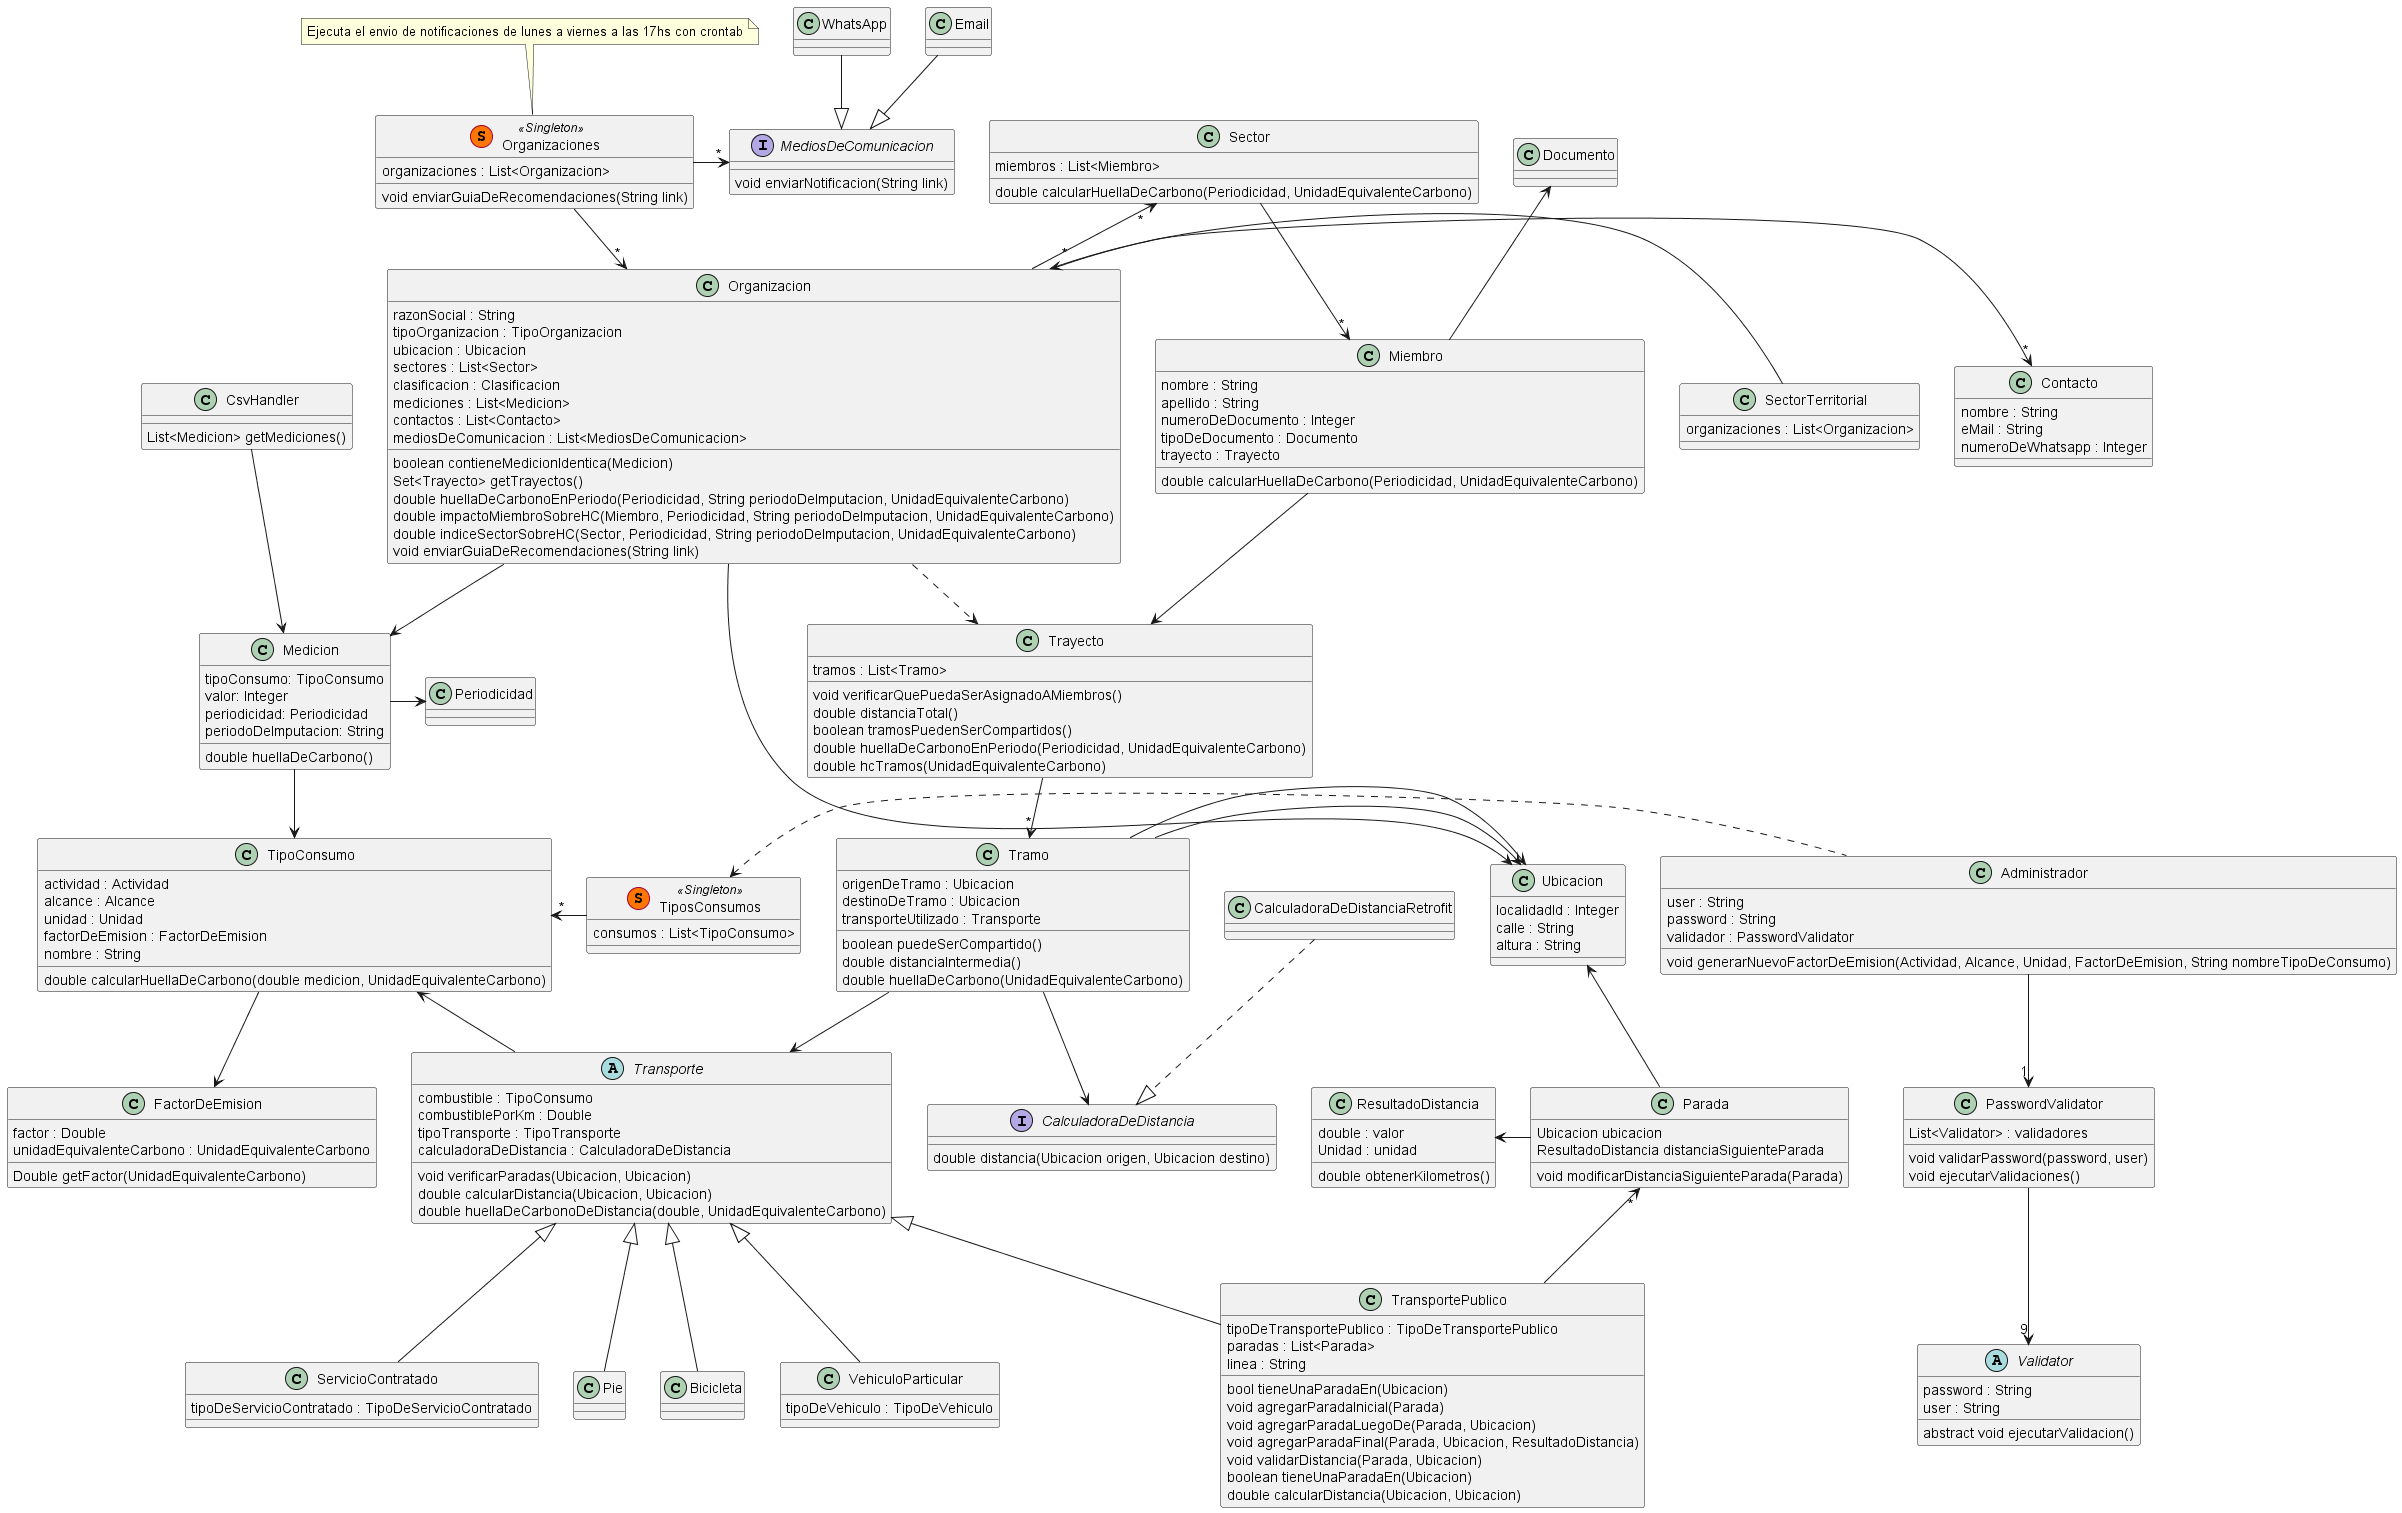 Ejecuta el envio de notificaciones de lunes a viernes a las 17hs con crontab
C WhatsApp
C Email
S «Singleton»
Organizaciones
organizaciones : List<Organizacion>
void enviarGuiaDeRecomendaciones(String link)
*
I MediosDeComunicacion
void enviarNotificacion(String link)
C Sector
miembros : List<Miembro>
double calcularHuellaDeCarbono(Periodicidad, UnidadEquivalenteCarbono)
C Documento
*
*
*
C Organizacion
razonSocial : String
tipoOrganizacion : TipoOrganizacion
ubicacion : Ubicacion
sectores : List<Sector>
clasificacion : Clasificacion
mediciones : List<Medicion>
contactos : List<Contacto>
mediosDeComunicacion : List<MediosDeComunicacion>
boolean contieneMedicionIdentica(Medicion)
Set<Trayecto> getTrayectos()
double huellaDeCarbonoEnPeriodo(Periodicidad, String periodoDeImputacion, UnidadEquivalenteCarbono)
double impactoMiembroSobreHC(Miembro, Periodicidad, String periodoDeImputacion, UnidadEquivalenteCarbono)
double indiceSectorSobreHC(Sector, Periodicidad, String periodoDeImputacion, UnidadEquivalenteCarbono)
void enviarGuiaDeRecomendaciones(String link)
*
C Miembro
nombre : String
apellido : String
numeroDeDocumento : Integer
tipoDeDocumento : Documento
trayecto : Trayecto
double calcularHuellaDeCarbono(Periodicidad, UnidadEquivalenteCarbono)
C SectorTerritorial
organizaciones : List<Organizacion>
*
C Contacto
nombre : String
eMail : String
numeroDeWhatsapp : Integer
C CsvHandler
List<Medicion> getMediciones()
C Medicion
tipoConsumo: TipoConsumo
valor: Integer
periodicidad: Periodicidad
periodoDeImputacion: String
double huellaDeCarbono()
C Periodicidad
C Trayecto
tramos : List<Tramo>
void verificarQuePuedaSerAsignadoAMiembros()
double distanciaTotal()
boolean tramosPuedenSerCompartidos()
double huellaDeCarbonoEnPeriodo(Periodicidad, UnidadEquivalenteCarbono)
double hcTramos(UnidadEquivalenteCarbono)
*
C TipoConsumo
actividad : Actividad
alcance : Alcance
unidad : Unidad
factorDeEmision : FactorDeEmision
nombre : String
double calcularHuellaDeCarbono(double medicion, UnidadEquivalenteCarbono)
*
S «Singleton»
TiposConsumos
consumos : List<TipoConsumo>
C Tramo
origenDeTramo : Ubicacion
destinoDeTramo : Ubicacion
transporteUtilizado : Transporte
boolean puedeSerCompartido()
double distanciaIntermedia()
double huellaDeCarbono(UnidadEquivalenteCarbono)
C CalculadoraDeDistanciaRetrofit
C Ubicacion
localidadId : Integer
calle : String
altura : String
C Administrador
user : String
password : String
validador : PasswordValidator
void generarNuevoFactorDeEmision(Actividad, Alcance, Unidad, FactorDeEmision, String nombreTipoDeConsumo)
C FactorDeEmision
factor : Double
unidadEquivalenteCarbono : UnidadEquivalenteCarbono
Double getFactor(UnidadEquivalenteCarbono)
A Transporte
combustible : TipoConsumo
combustiblePorKm : Double
tipoTransporte : TipoTransporte
calculadoraDeDistancia : CalculadoraDeDistancia
void verificarParadas(Ubicacion, Ubicacion)
double calcularDistancia(Ubicacion, Ubicacion)
double huellaDeCarbonoDeDistancia(double, UnidadEquivalenteCarbono)
I CalculadoraDeDistancia
double distancia(Ubicacion origen, Ubicacion destino)
C ResultadoDistancia
double : valor
Unidad : unidad
double obtenerKilometros()
C Parada
Ubicacion ubicacion
ResultadoDistancia distanciaSiguienteParada
void modificarDistanciaSiguienteParada(Parada)
*
1
C PasswordValidator
List<Validator> : validadores
void validarPassword(password, user)
void ejecutarValidaciones()
C ServicioContratado
tipoDeServicioContratado : TipoDeServicioContratado
C Pie
C Bicicleta
C VehiculoParticular
tipoDeVehiculo : TipoDeVehiculo
C TransportePublico
tipoDeTransportePublico : TipoDeTransportePublico
paradas : List<Parada>
linea : String
bool tieneUnaParadaEn(Ubicacion)
void agregarParadaInicial(Parada)
void agregarParadaLuegoDe(Parada, Ubicacion)
void agregarParadaFinal(Parada, Ubicacion, ResultadoDistancia)
void validarDistancia(Parada, Ubicacion)
boolean tieneUnaParadaEn(Ubicacion)
double calcularDistancia(Ubicacion, Ubicacion)
9
A Validator
password : String
user : String
abstract void ejecutarValidacion()